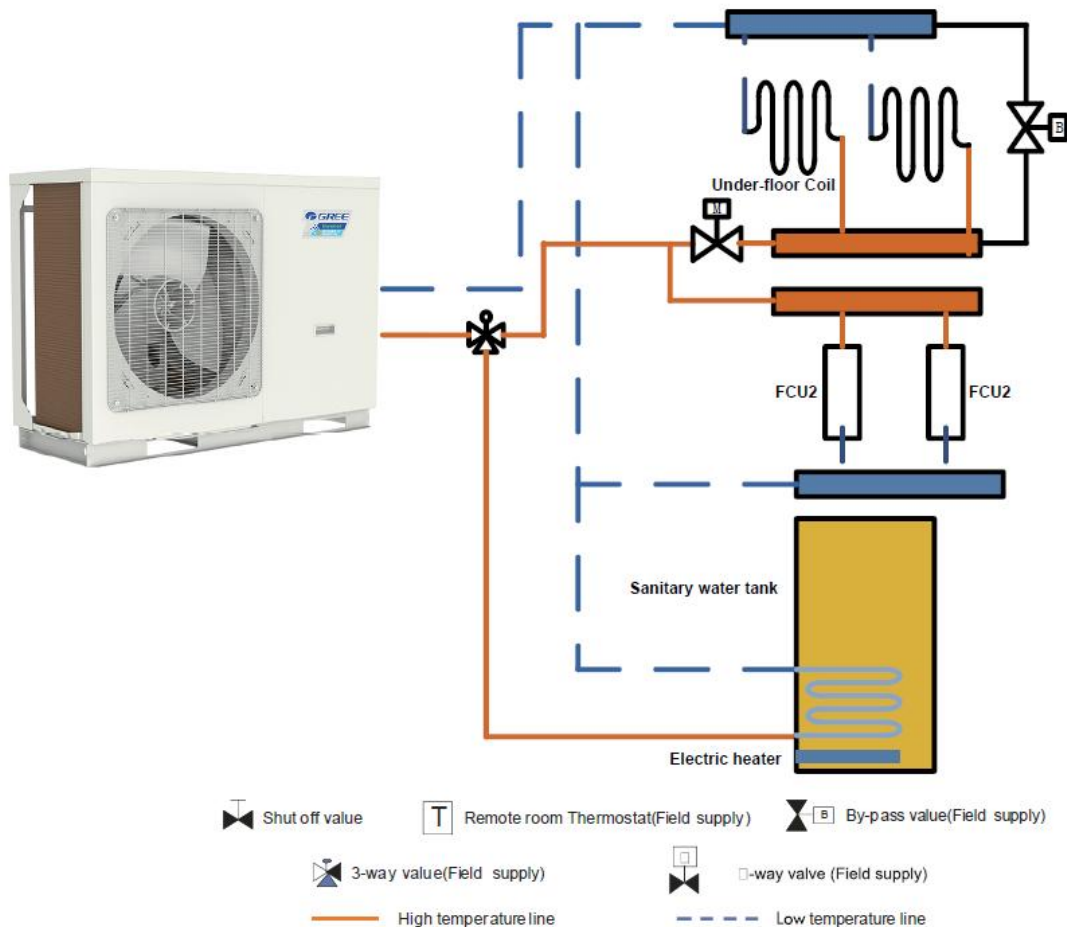 B
GREE
Under-floor Coil
M
FCU2
FCU2
Sanitary water tank
Electric heater
Shut off value
T
Remote room Thermostat(Field supply)
B
By-pass value(Field supply)
3-way value(Field supply)
□-way valve (Field supply)
High temperature line
Low temperature line